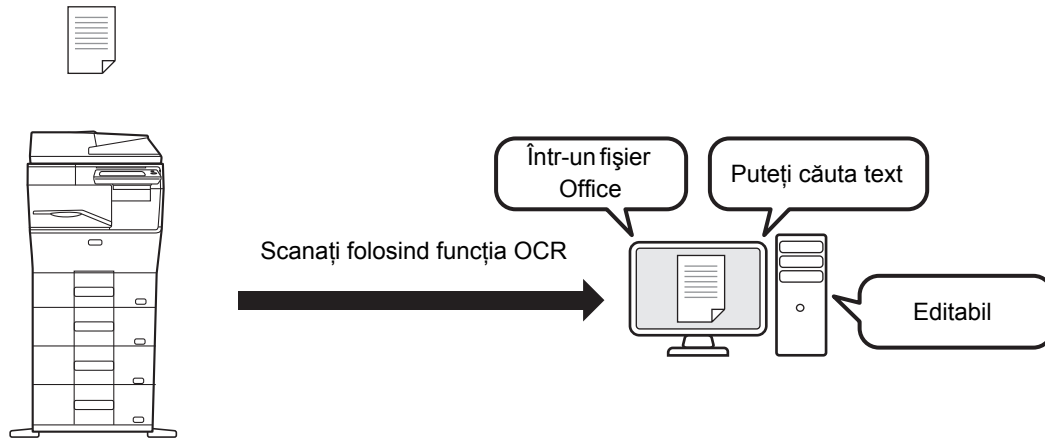 Într-un fişier
Office
Puteți căuta text
Scanați folosind funcția OCR
Editabil